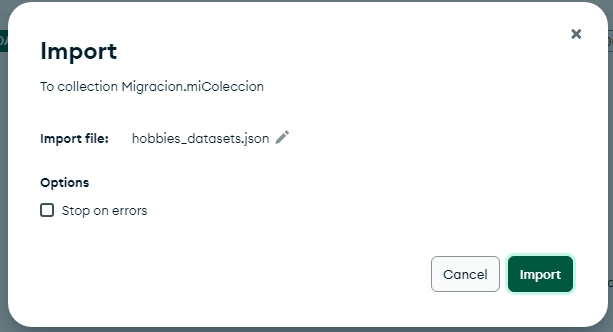 Import
To collection Migracion.miColeccion
Import file: hobbies_datasets.json
Options
Stop on errors
Cancel Import